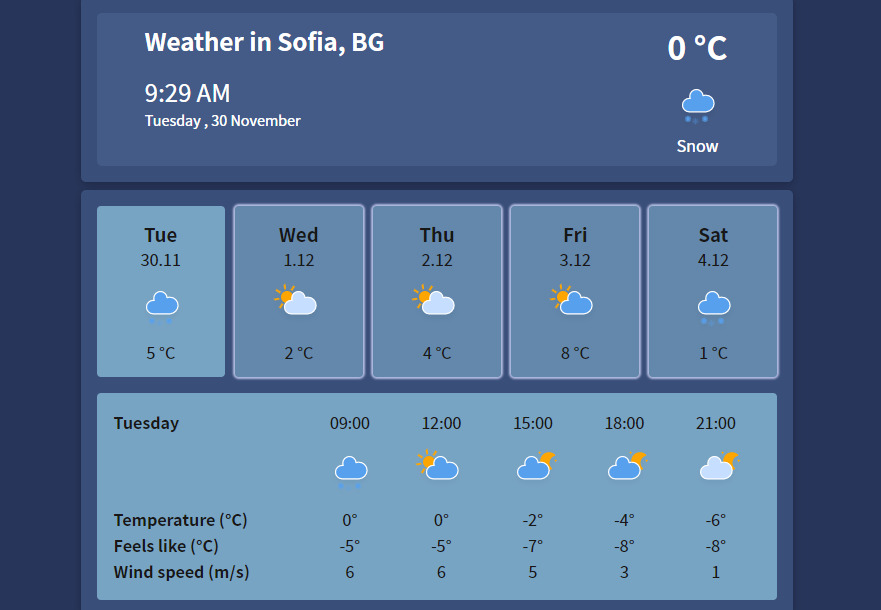 Weather in Sofia, BG
0 °C
9:29 AM
Tuesday , 30 November
Snow
Tue Wed Thu Fri Sat
30.11 1.12 2.12 3.12 4.12
5 °C 2 °C 4 °C 8 °C 1 °C
Tuesday 09:00 12:00 15:00 18:00 21:00
Temperature (°C) 0° 0° -2° -4° -6°
Feels like (°C) -5° -5° -7° -8° -8°
Wind speed (m/s) 6 6 5 3 1